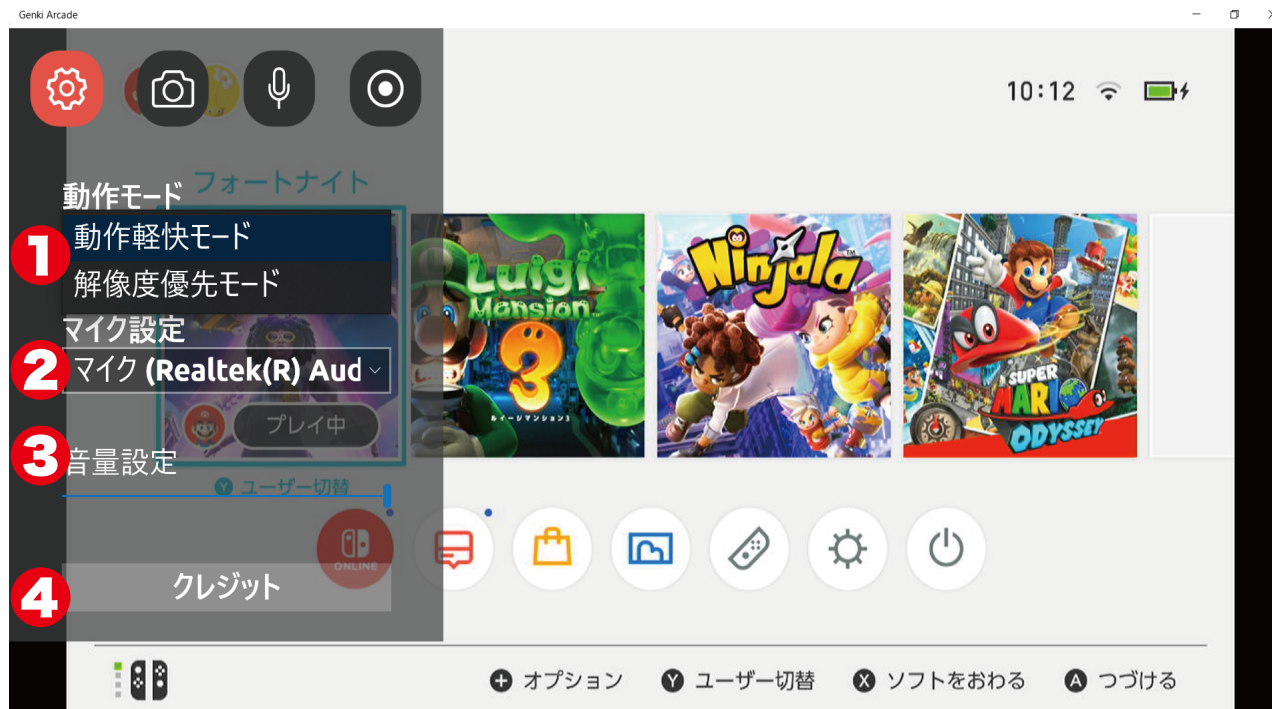 Genki Arcade
10:12
フォートナイト
動作モード
1
動作軽快モード
解像度優先モード
マイク設定
2
マイク (Realtek(R) Aud
プレイ中
3
音量設定
Y ユーザー切替
ONLINE
4
クレジット
Luigi
Mansion
3
ルイージマンション3
Ninjala
TM
SUPER
MARIO
ODYSSEY
+ オプション Y ユーザー切替 X ソフトをおわる A つづける